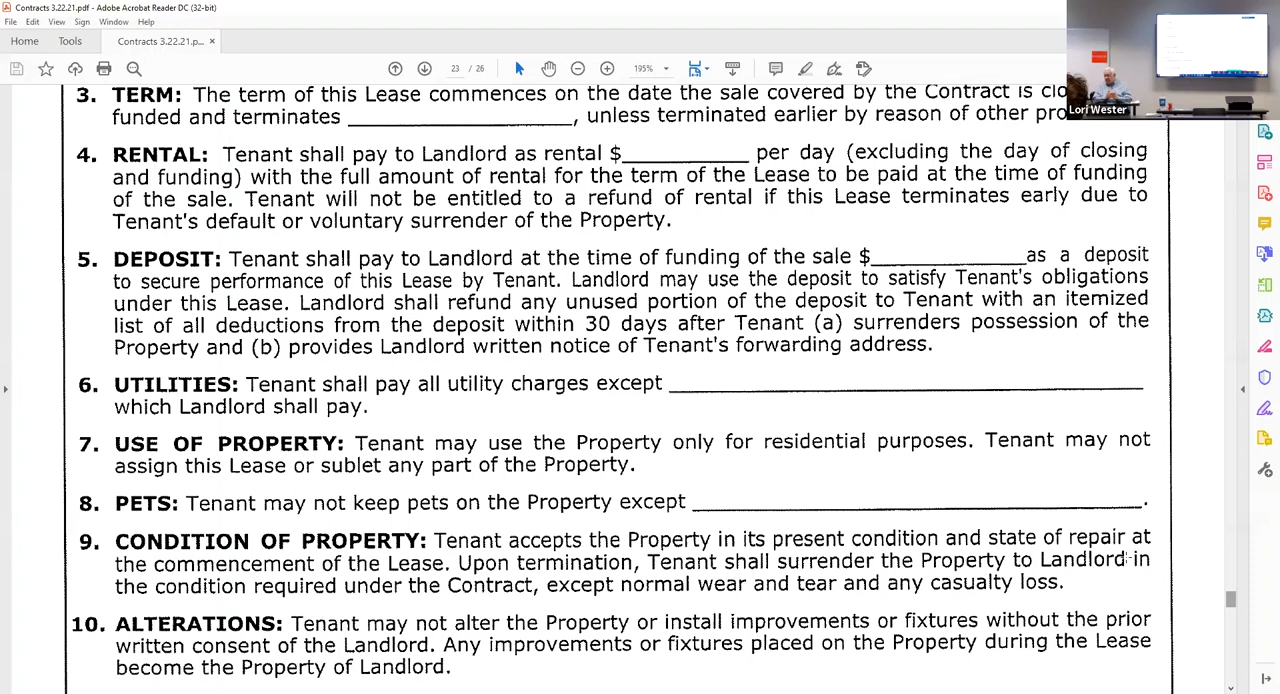 Contracts 3.22.21.pdf - Adobe Acrobat Reader DC (32-bit)
File Edit View Sign Window Help
Home Tools Contracts 3.22.21.p... ×
23 / 26 195%
Lori Wester
3. TERM: The term of this Lease commences on the date the sale covered by the Contract is clo
funded and terminates ____________________, unless terminated earlier by reason of other pro
4. RENTAL: Tenant shall pay to Landlord as rental $___________ per day (excluding the day of closing
and funding) with the full amount of rental for the term of the Lease to be paid at the time of funding
of the sale. Tenant will not be entitled to a refund of rental if this Lease terminates early due to
Tenant's default or voluntary surrender of the Property.
5. DEPOSIT: Tenant shall pay to Landlord at the time of funding of the sale $______________as a deposit
to secure performance of this Lease by Tenant. Landlord may use the deposit to satisfy Tenant's obligations
under this Lease. Landlord shall refund any unused portion of the deposit to Tenant with an itemized
list of all deductions from the deposit within 30 days after Tenant (a) surrenders possession of the
Property and (b) provides Landlord written notice of Tenant's forwarding address.
6. UTILITIES: Tenant shall pay all utility charges except __________________________________________
which Landlord shall pay.
7. USE OF PROPERTY: Tenant may use the Property only for residential purposes. Tenant may not
assign this Lease or sublet any part of the Property.
8. PETS: Tenant may not keep pets on the Property except ________________________________________.
9. CONDITION OF PROPERTY: Tenant accepts the Property in its present condition and state of repair at
the commencement of the Lease. Upon termination, Tenant shall surrender the Property to Landlord in
the condition required under the Contract, except normal wear and tear and any casualty loss.
10. ALTERATIONS: Tenant may not alter the Property or install improvements or fixtures without the prior
written consent of the Landlord. Any improvements or fixtures placed on the Property during the Lease
become the Property of Landlord.